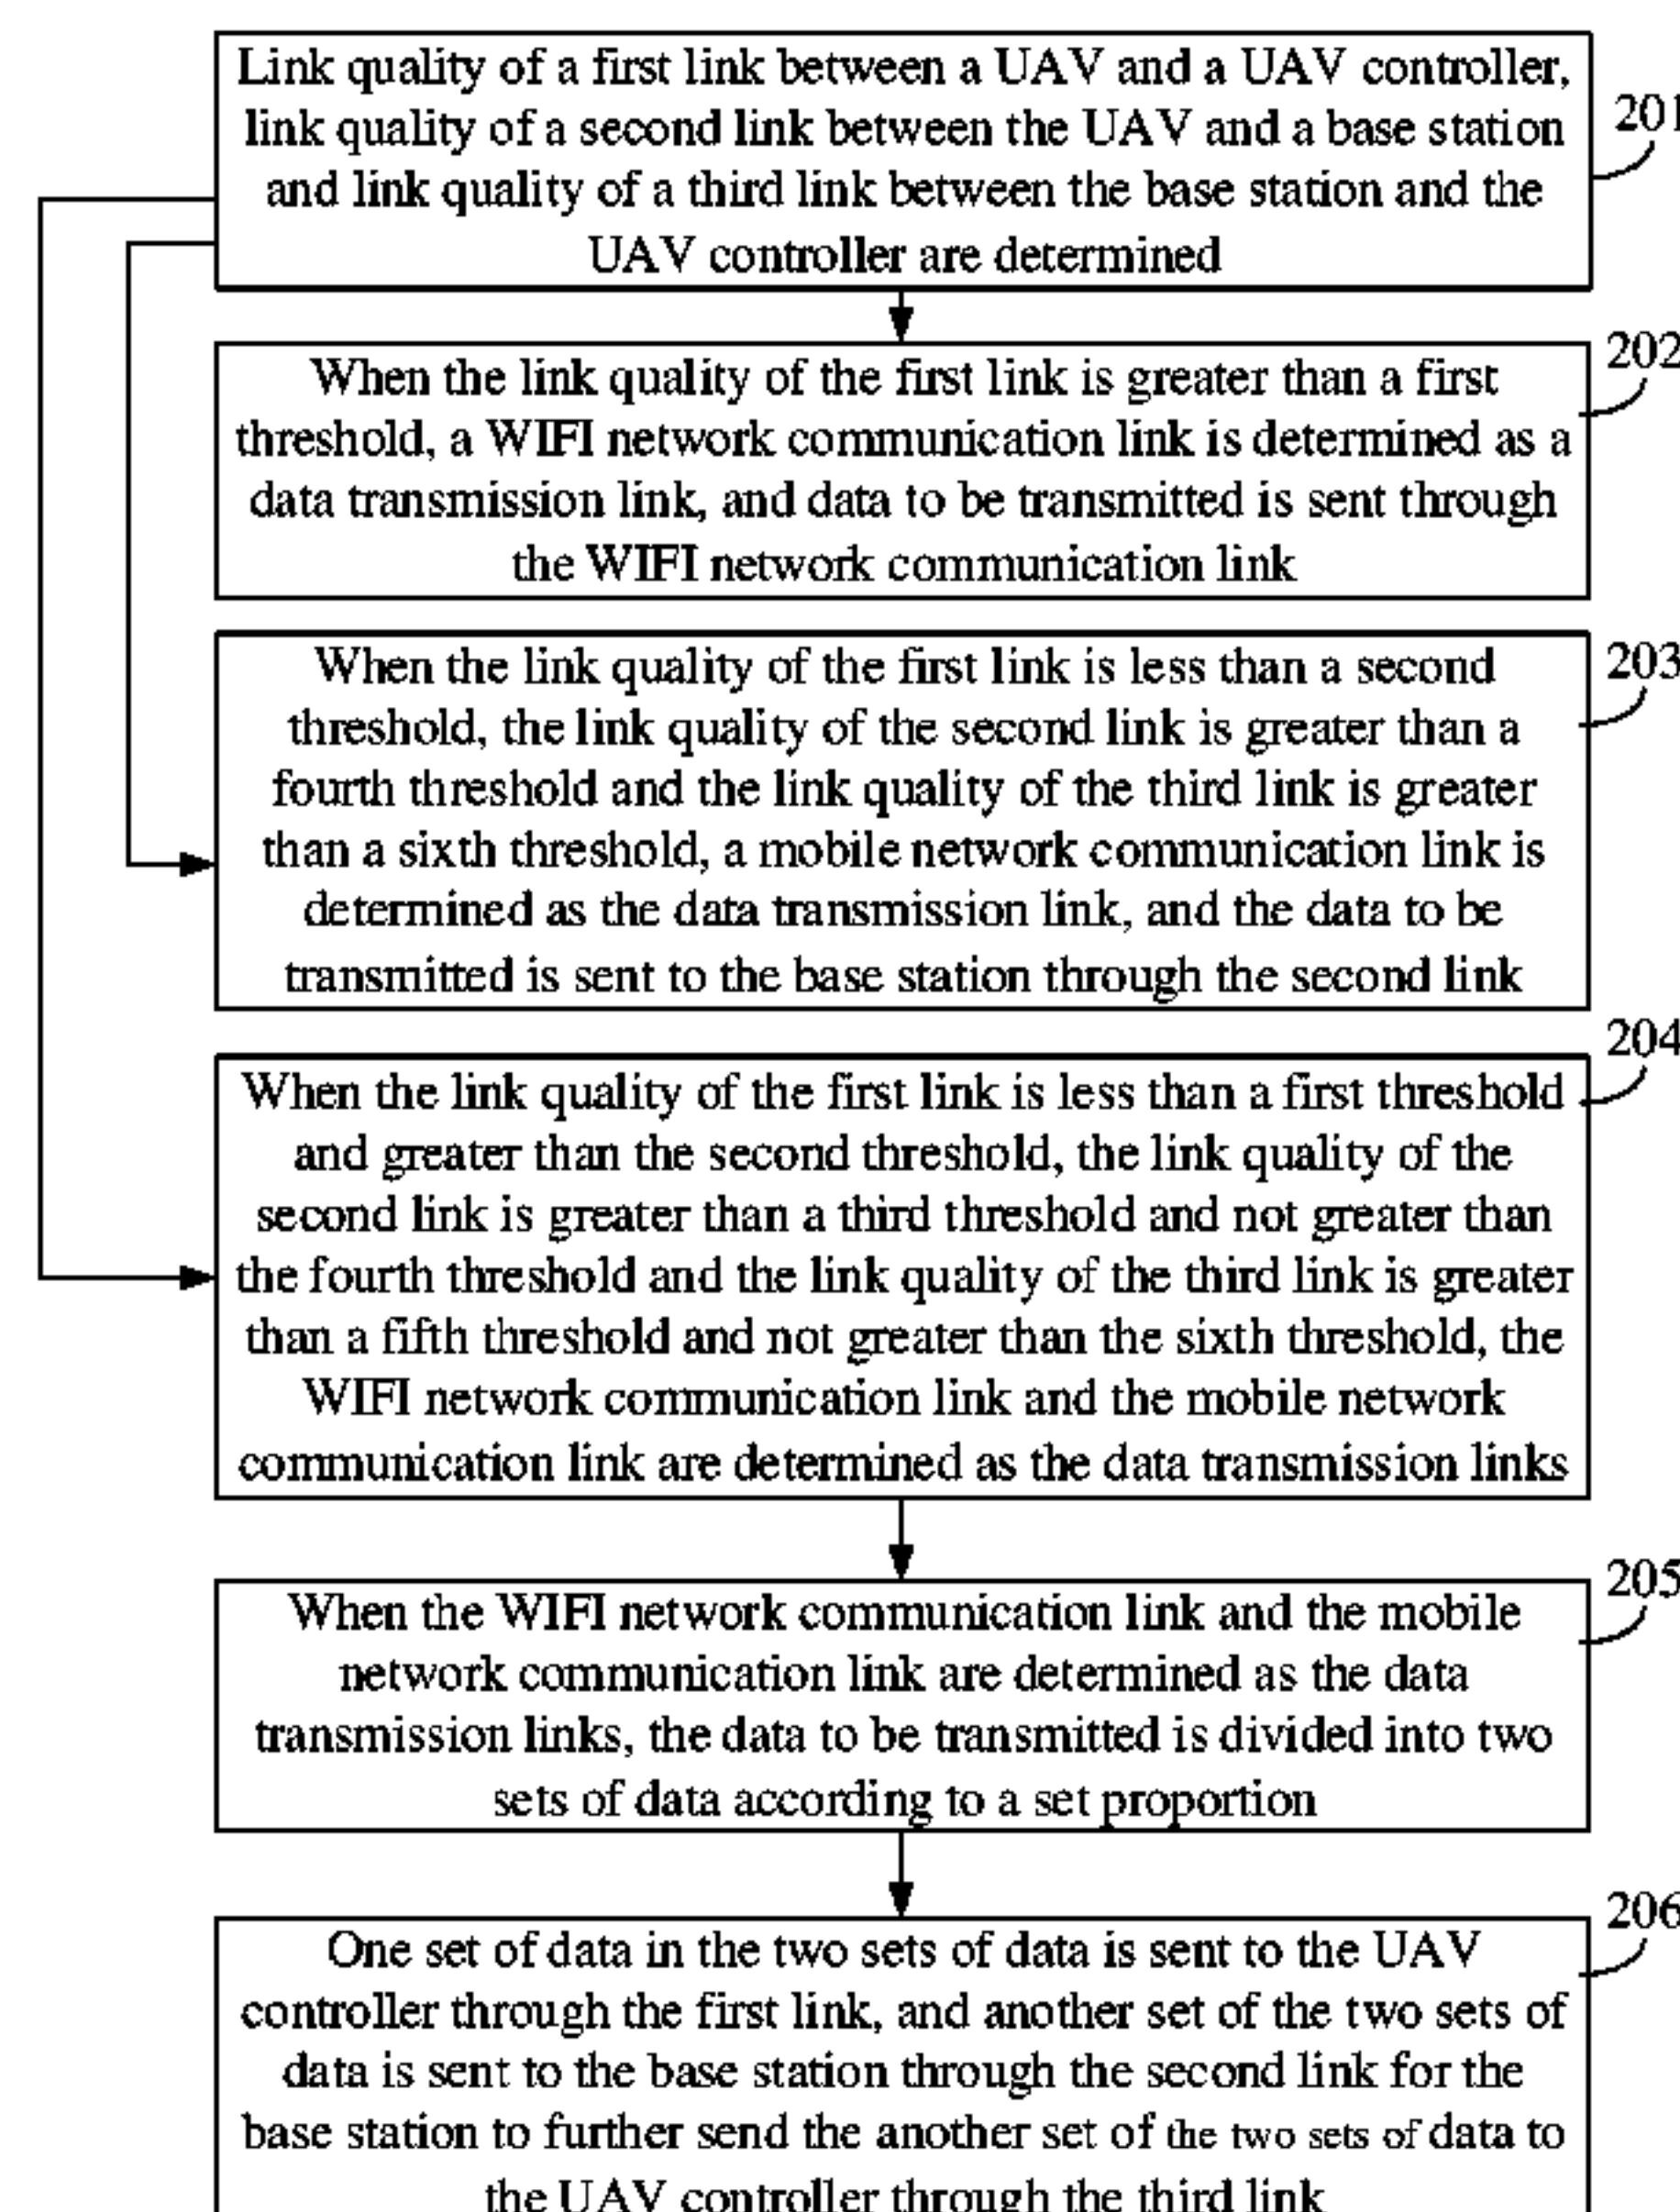 Link quality of a first link between a UAV and a UAV controller,
link quality of a second link between the UAV and a base station
and link quality of a third link between the base station and the
UAV controller are determined
201
When the link quality of the first link is greater than a first
threshold, a WIFI network communication link is determined as a
data transmission link, and data to be transmitted is sent through
the WIFI network communication link
202
When the link quality of the first link is less than a second
threshold, the link quality of the second link is greater than a
fourth threshold and the link quality of the third link is greater
than a sixth threshold, a mobile network communication link is
determined as the data transmission link, and the data to be
transmitted is sent to the base station through the second link
203
When the link quality of the first link is less than a first threshold
and greater than the second threshold, the link quality of the
second link is greater than a third threshold and not greater than
the fourth threshold and the link quality of the third link is greater
than a fifth threshold and not greater than the sixth threshold, the
WIFI network communication link and the mobile network
communication link are determined as the data transmission links
204
When the WIFI network communication link and the mobile
network communication link are determined as the data
transmission links, the data to be transmitted is divided into two
sets of data according to a set proportion
205
One set of data in the two sets of data is sent to the UAV
controller through the first link, and another set of the two sets of
data is sent to the base station through the second link for the
base station to further send the another set of the two sets of data to
the UAV controller through the third link
206